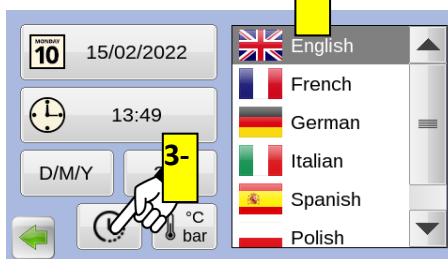 MONDAY
10
15/02/2022
13:49
D/M/Y
3-
°C
bar
English
French
German
Italian
Spanish
Polish